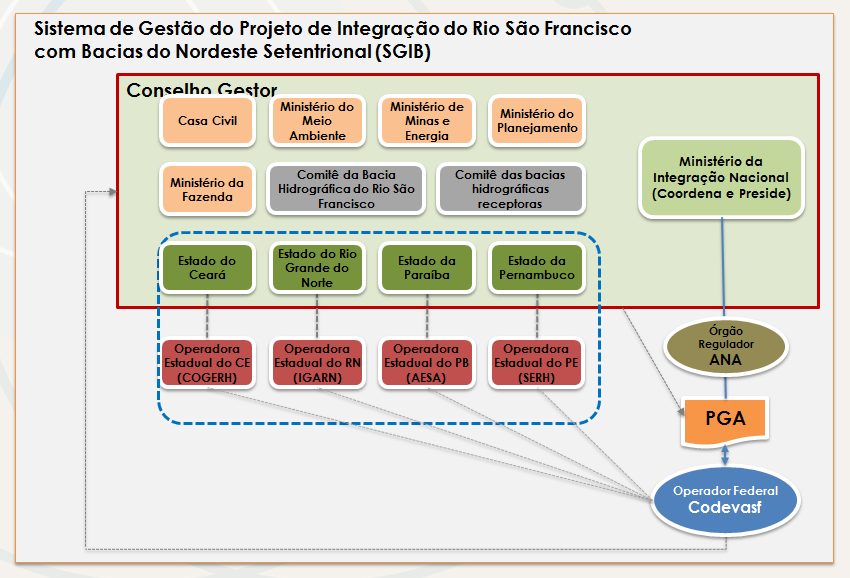 Sistema de Gestão do Projeto de Integração do Rio São Francisco
com Bacias do Nordeste Setentrional (SGIB)
Conselho Gestor
Casa Civil
Ministério do
Meio
Ambiente
Ministério de
Minas e
Energia
Ministério do
Planejamento
Ministério da
Integração Nacional
(Coordena e Preside)
Ministério da
Fazenda
Comitê da Bacia
Hidrográfica do Rio São
Francisco
Comitê das bacias
hidrográficas
receptoras
Estado do
Ceará
Estado do Rio
Grande do
Norte
Estado da
Paraíba
Estado da
Pernambuco
Operadora
Estadual do CE
(COGERH)
Operadora
Estadual do RN
(IGARN)
Operadora
Estadual do PB
(AESA)
Operadora
Estadual do PE
(SERH)
Órgão
Regulador
ANA
PGA
Operador Federal
Codevasf